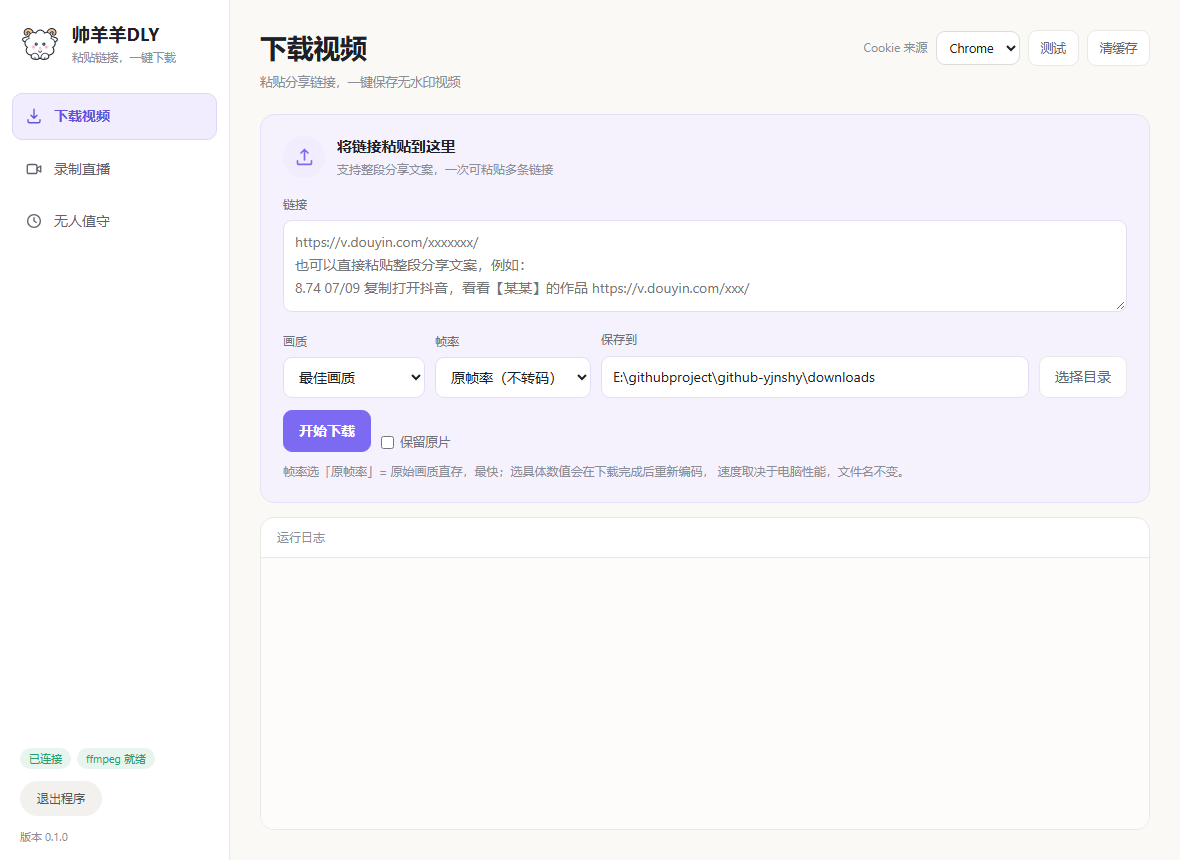 帅羊羊DLY
粘贴链接，一键下载
下载视频
录制直播
无人值守
已连接
ffmpeg 就绪
退出程序
版本 0.1.0
下载视频
粘贴分享链接，一键保存无水印视频
Cookie 来源
Chrome
测试
清缓存
将链接粘贴到这里
支持整段分享文案，一次可粘贴多条链接
链接
https://v.douyin.com/xxxxxxx/
也可以直接粘贴整段分享文案，例如：
8.74 07/09 复制打开抖音，看看【某某】的作品 https://v.douyin.com/xxx/
画质
帧率
保存到
最佳画质
原帧率（不转码）
E:\githubproject\github-yjnshy\downloads
选择目录
开始下载
保留原片
帧率选「原帧率」= 原始画质直存，最快；选具体数值会在下载完成后重新编码， 速度取决于电脑性能，文件名不变。
运行日志